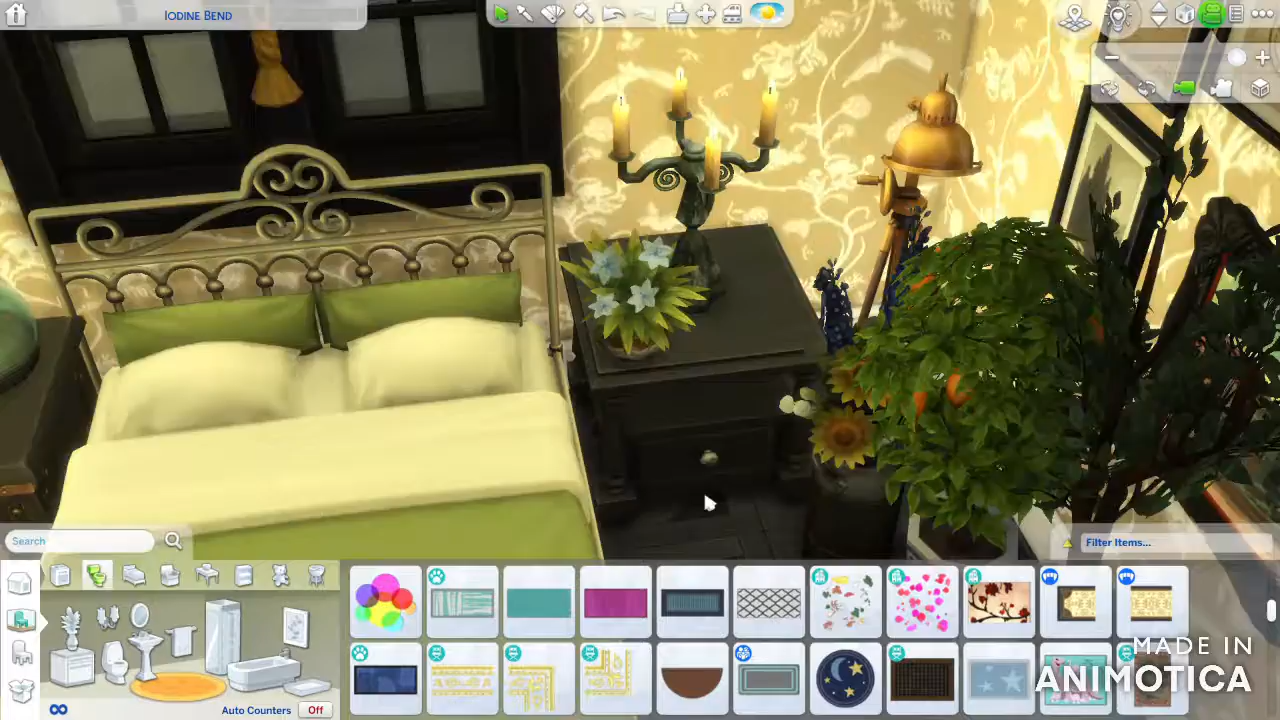 Iodine Bend
Search
Filter Items...
MADE IN
ANIMOTICA
Auto Counters
Off